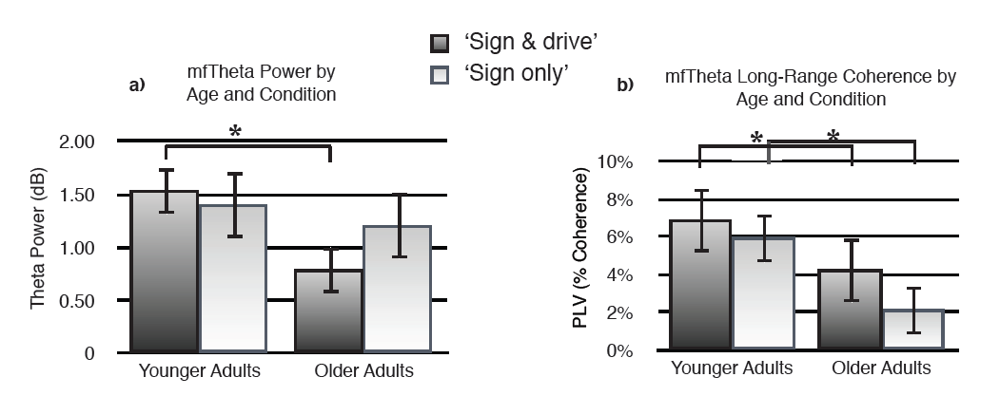 ‘Sign & drive’
‘Sign only’
a)
mfTheta Power by
Age and Condition
*
2.00
1.50
1.00
0.50
0
Theta Power (dB)
Younger Adults
Older Adults
b)
mfTheta Long-Range Coherence by
Age and Condition
*
*
10%
8%
6%
4%
2%
0%
PLV (% Coherence)
Younger Adults
Older Adults